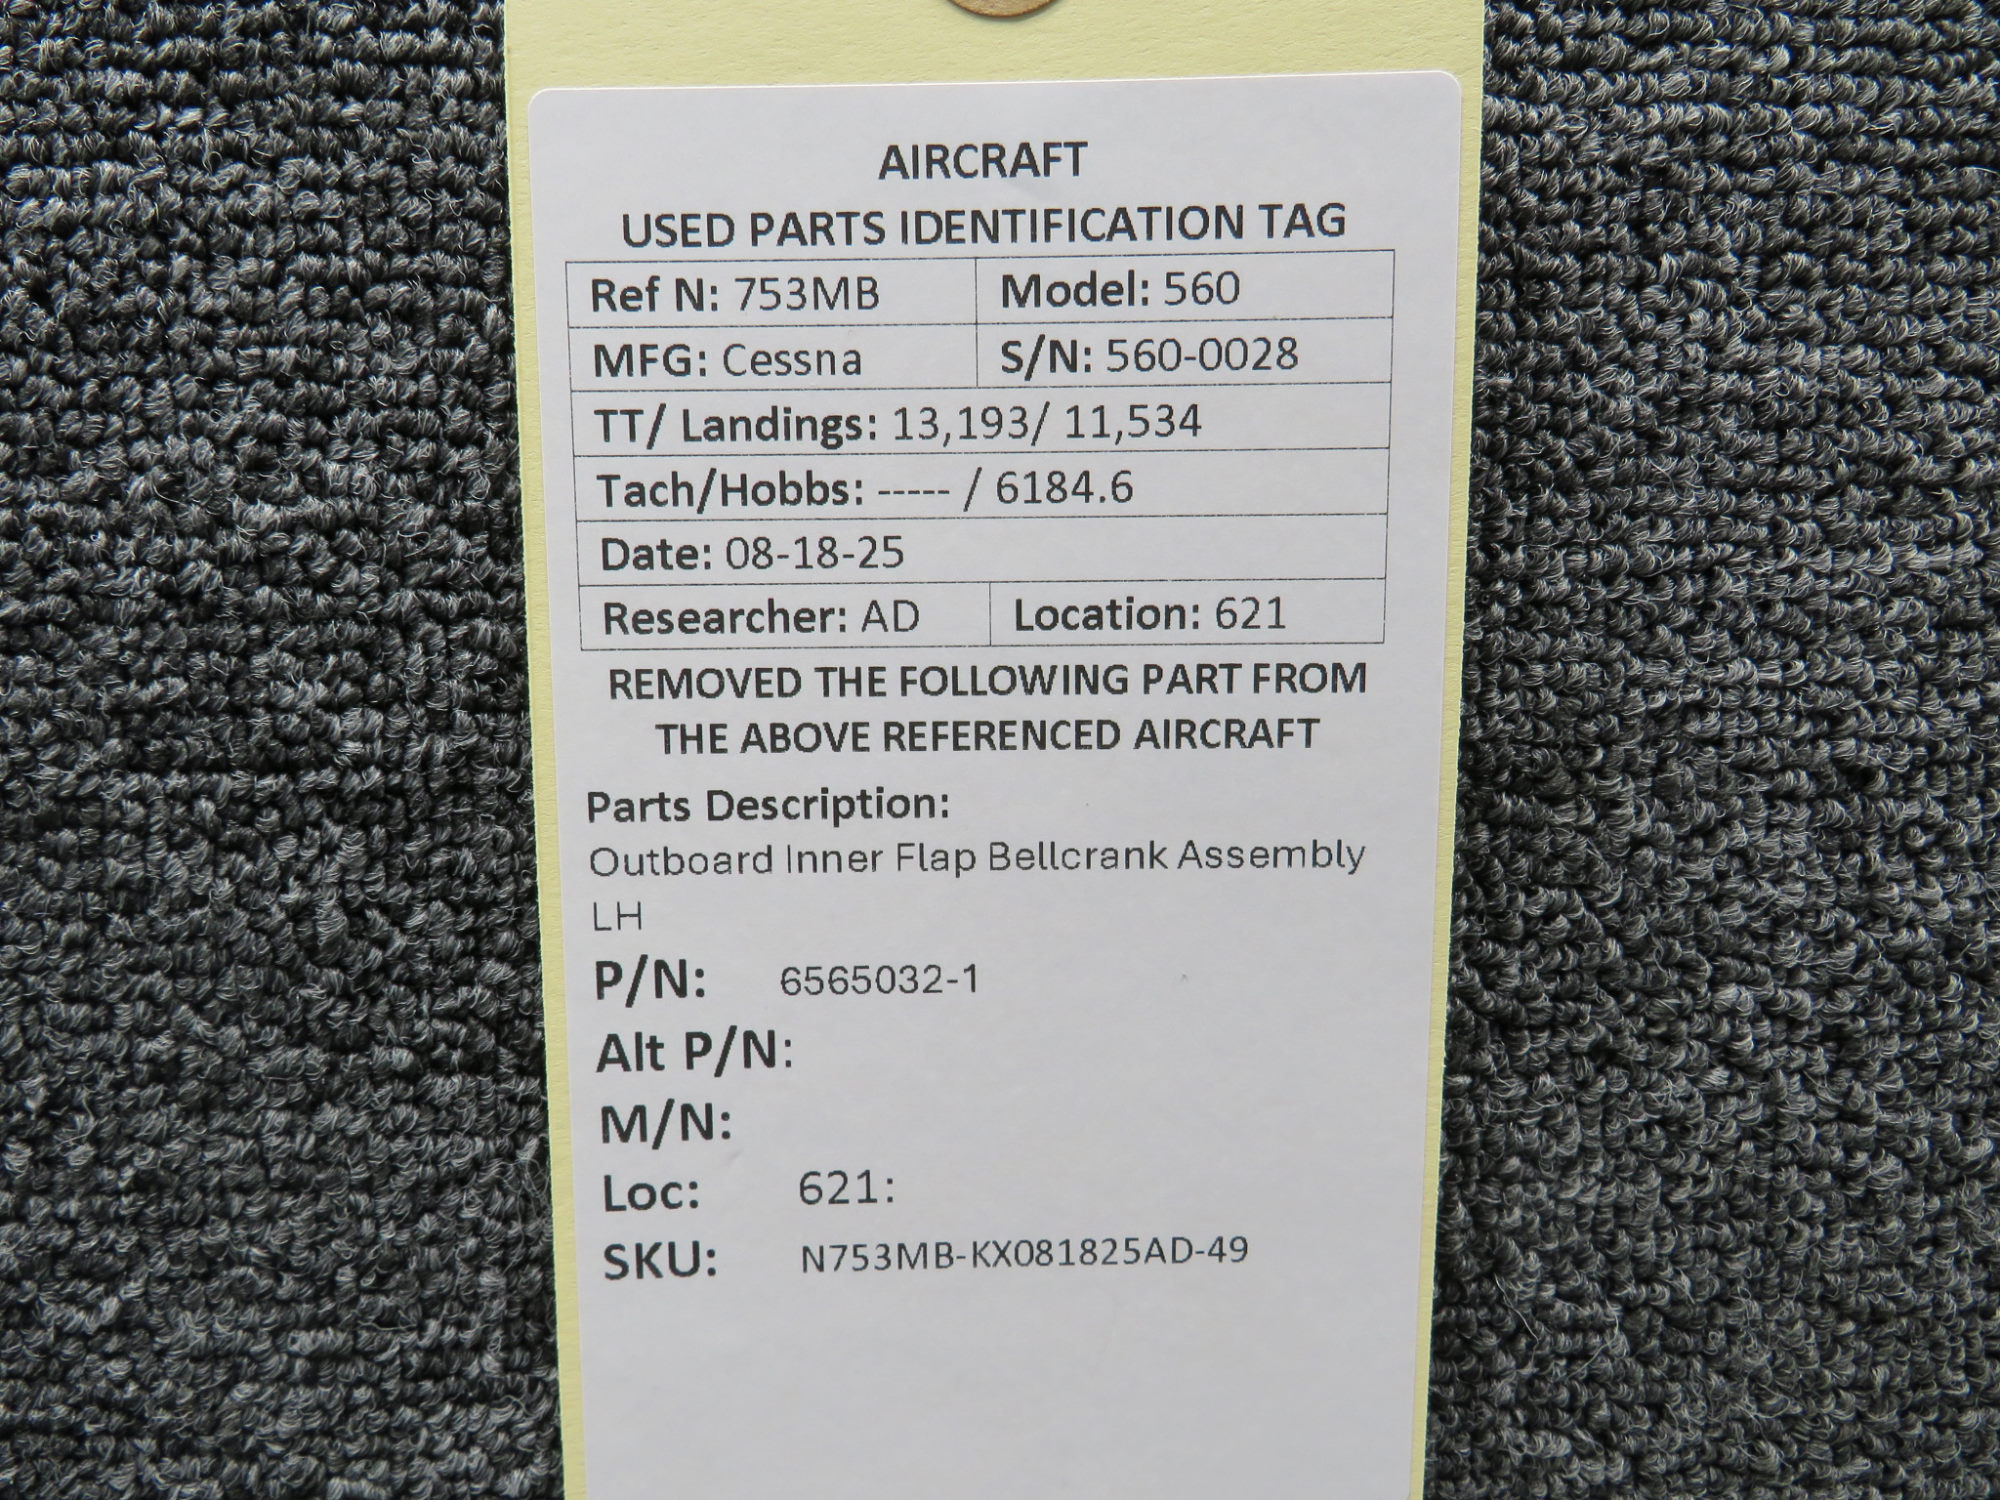 AIRCRAFT
USED PARTS IDENTIFICATION TAG
Ref N: 753MB Model: 560
MFG: Cessna S/N: 560-0028
TT/ Landings: 13,193/ 11,534
Tach/Hobbs: ----- / 6184.6
Date: 08-18-25
Researcher: AD Location: 621
REMOVED THE FOLLOWING PART FROM
THE ABOVE REFERENCED AIRCRAFT
Parts Description:
Outboard Inner Flap Bellcrank Assembly
LH
P/N: 6565032-1
Alt P/N:
M/N:
Loc: 621:
SKU: N753MB-KX081825AD-49